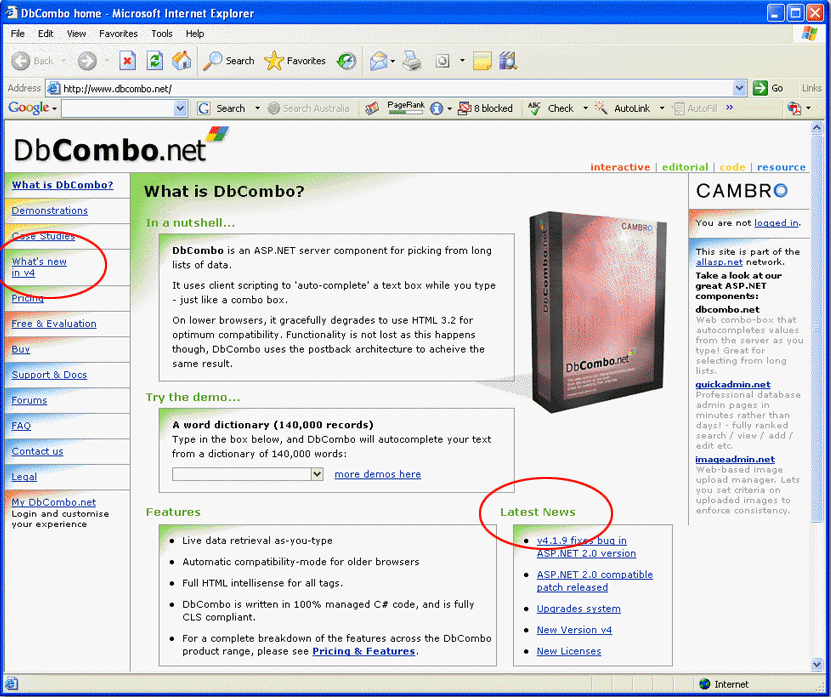 DbCombo home - Microsoft Internet Explorer
File Edit View Favorites Tools Help
Back Search Favorites
Address http://www.dbcombo.net/ Go Links
Google Search Search Australia PageRank 8 blocked Check AutoLink AutoFill »
DbCombo.net
interactive | editorial | code | resource
What is DbCombo?
Demonstrations
Case Studies
What's new
in v4
Pricing
Free & Evaluation
Buy
Support & Docs
Forums
FAQ
Contact us
Legal
My DbCombo.net
Login and customise
your experience
What is DbCombo?
In a nutshell...
DbCombo is an ASP.NET server component for picking from long
lists of data.
It uses client scripting to 'auto-complete' a text box while you type
- just like a combo box.
On lower browsers, it gracefully degrades to use HTML 3.2 for
optimum compatibility. Functionality is not lost as this happens
though, DbCombo uses the postback architecture to acheive the
same result.
CAMBRO
DbCombo.net
DbCombo.net
Try the demo...
A word dictionary (140,000 records)
Type in the box below, and DbCombo will autocomplete your text
from a dictionary of 140,000 words:
more demos here
Features
Live data retrieval as-you-type
Automatic compatibility-mode for older browsers
Full HTML intellisense for all tags.
DbCombo is written in 100% managed C# code, and is fully
CLS compliant.
For a complete breakdown of the features across the DbCombo
product range, please see Pricing & Features.
Latest News
v4.1.9 fixes bug in
ASP.NET 2.0 version
ASP.NET 2.0 compatible
patch released
Upgrades system
New Version v4
New Licenses
CAMBRO
You are not logged in.
This site is part of the
allasp.net network.
Take a look at our
great ASP.NET
components:
dbcombo.net
Web combo-box that
autocompletes values
from the server as you
type! Great for
selecting from long
lists.
quickadmin.net
Professional database
admin pages in
minutes rather than
days! - fully ranked
search / view / add /
edit etc.
imageadmin.net
Web-based image
upload manager. Lets
you set criteria on
uploaded images to
enforce consistency.
Internet